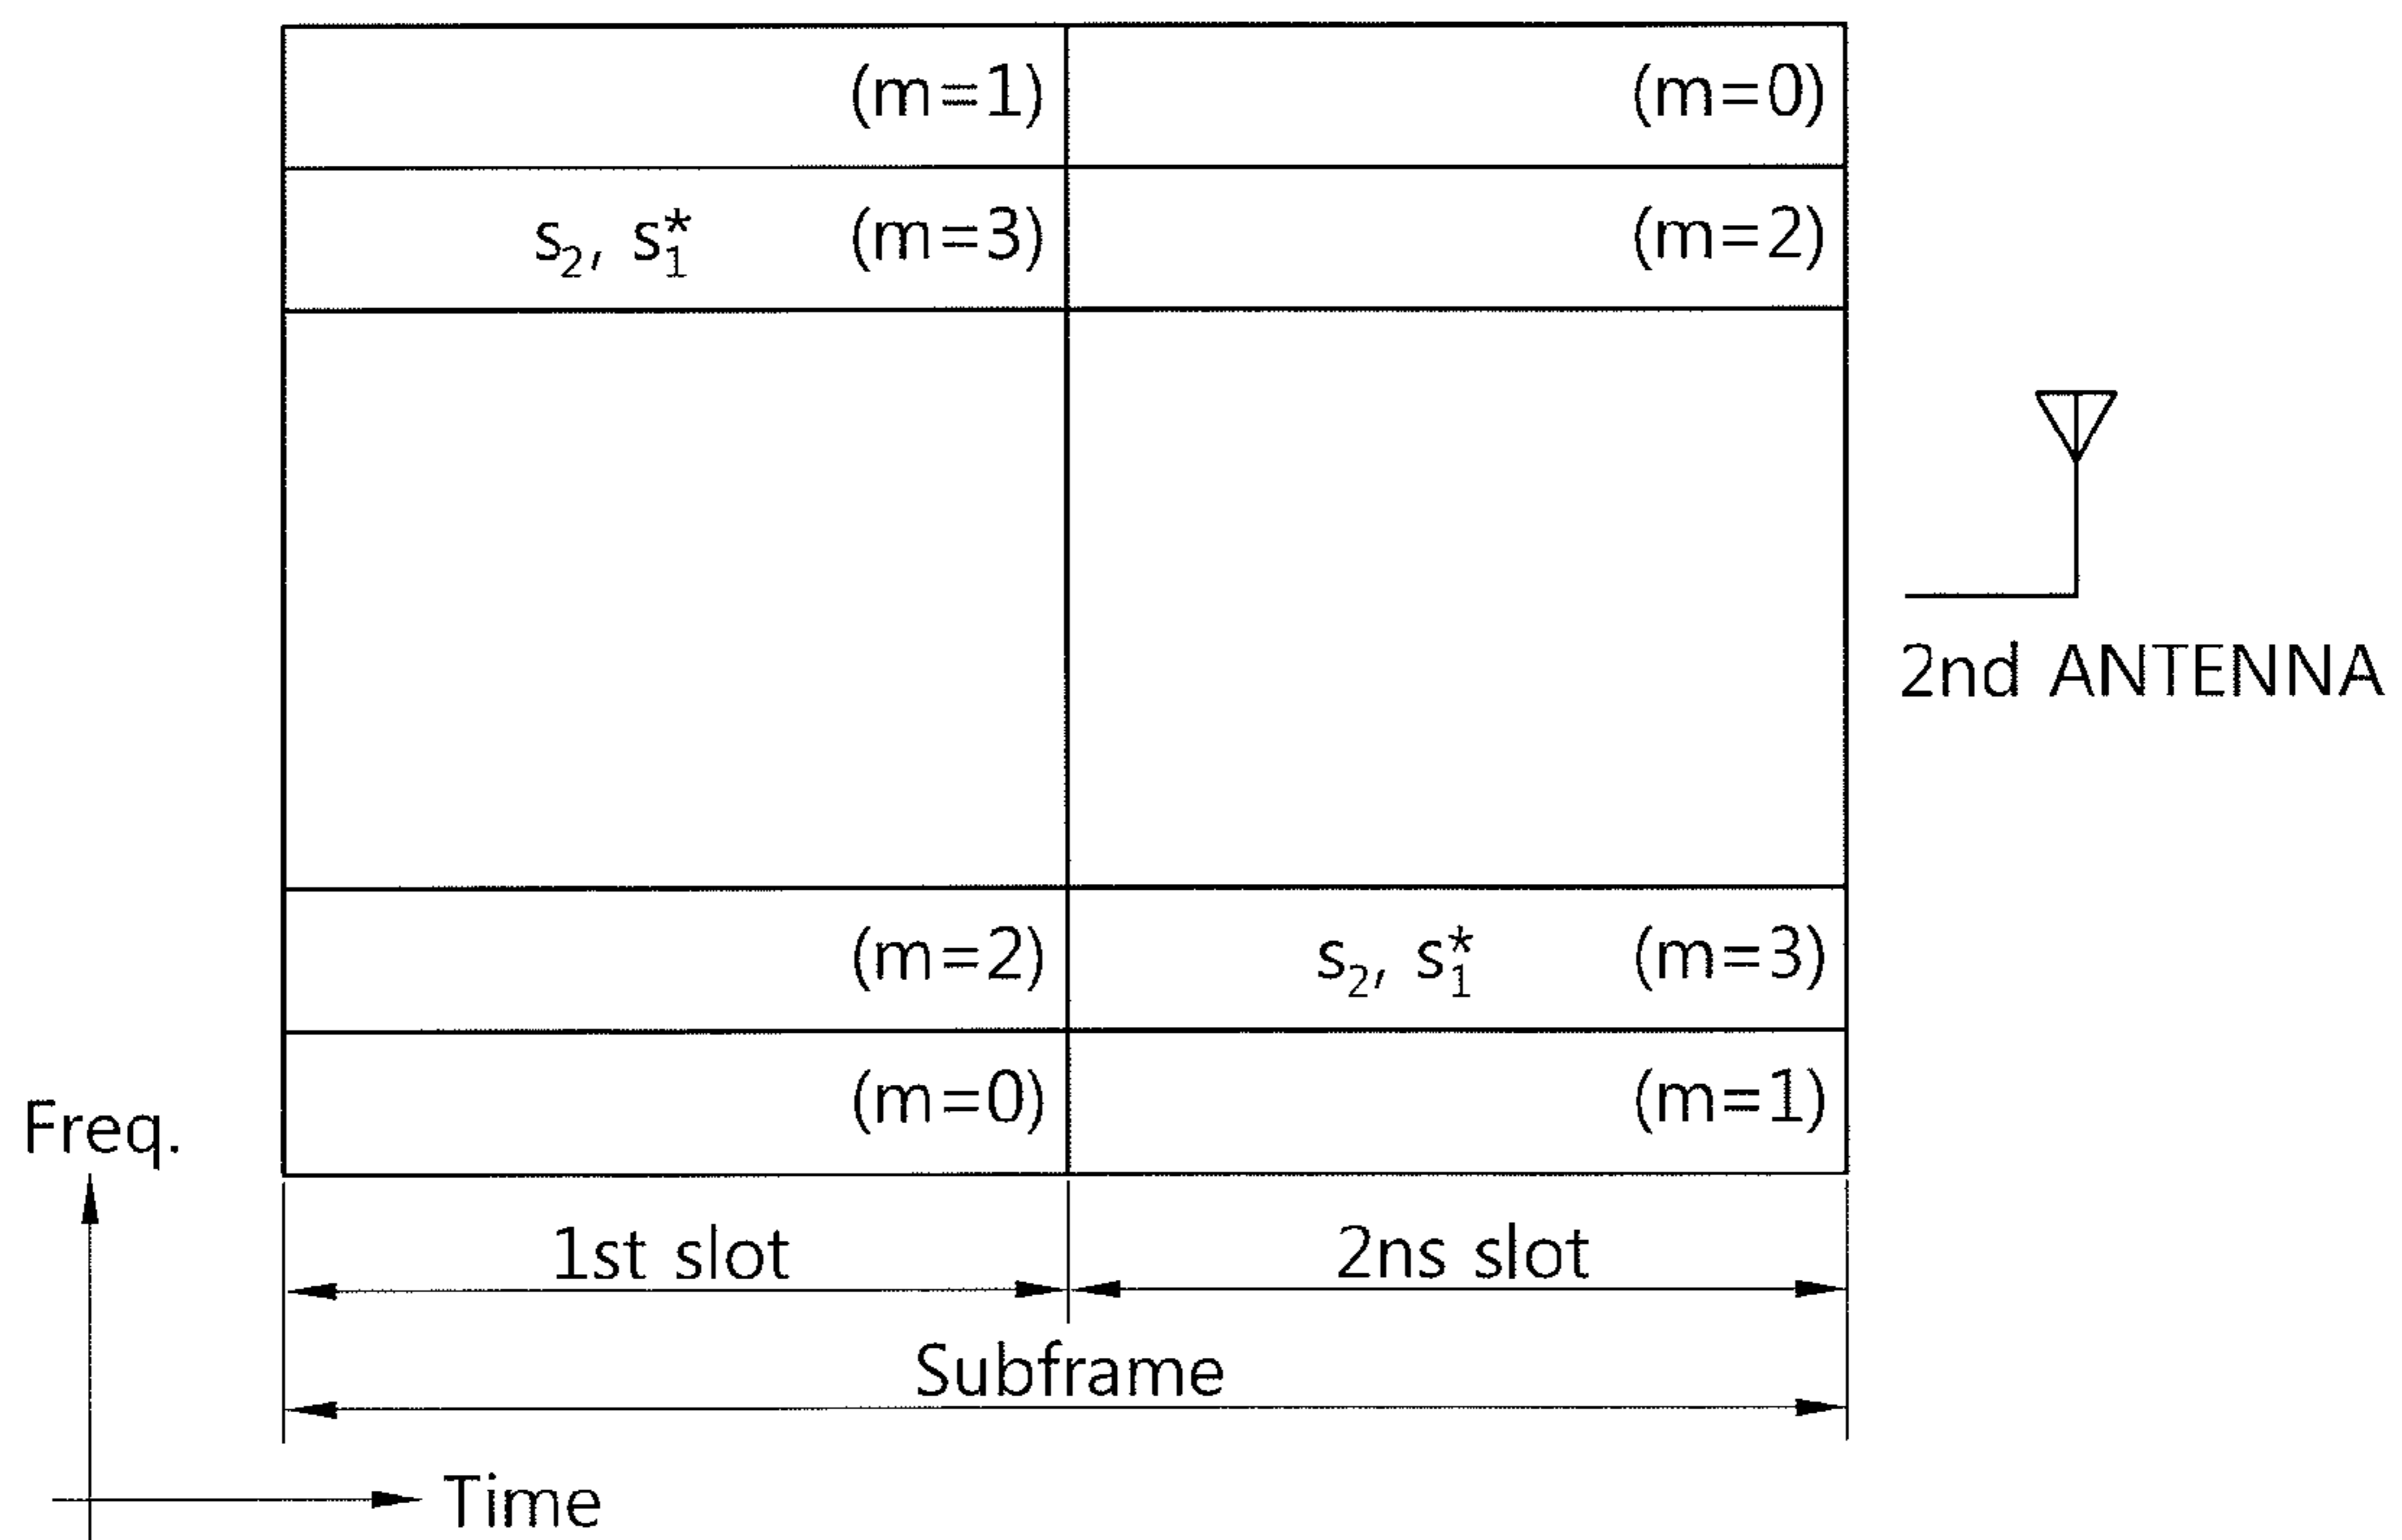 (m=1) (m=0)
s₂, s₁* (m=3) (m=2)
2nd ANTENNA
(m=2) s₂, s₁* (m=3)
(m=0) (m=1)
Freq.
1st slot 2ns slot
Subframe
Time